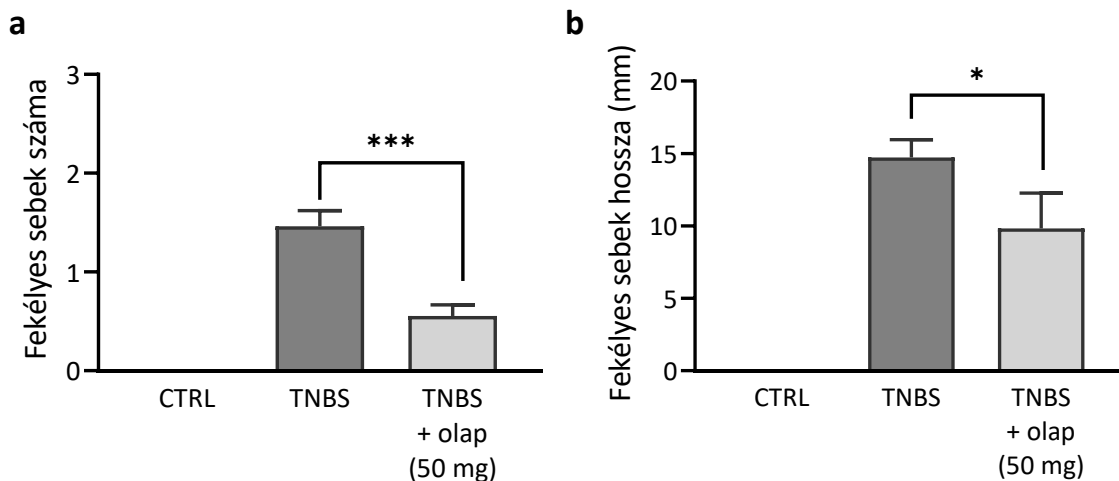 a
Fekélyes sebek száma
3
2
1
0
***
CTRL
TNBS
TNBS
+ olap
(50 mg)
b
Fekélyes sebek hossza (mm)
20
15
10
5
0
*
CTRL
TNBS
TNBS
+ olap
(50 mg)